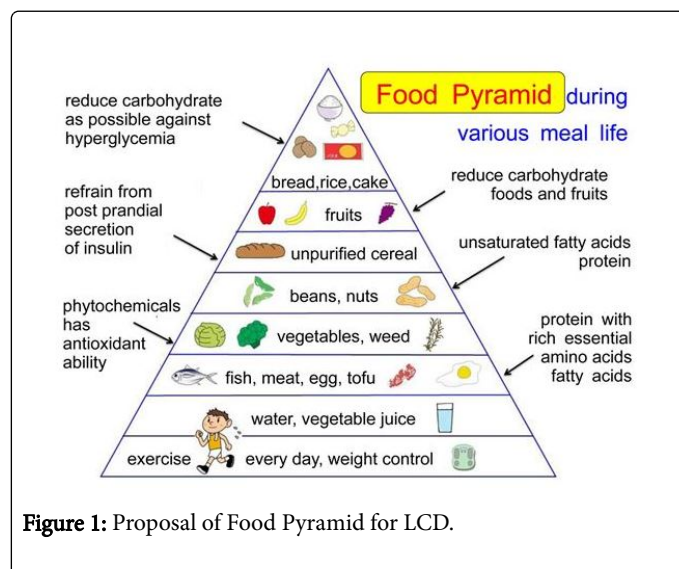 Food Pyramid during
various meal life
reduce carbohydrate
as possible against
hyperglycemia
bread,rice,cake
reduce carbohydrate
foods and fruits
refrain from
post prandial
secretion
of insulin
fruits
unpurified cereal
unsaturated fatty acids
protein
beans, nuts
phytochemicals
has
antioxidant
ability
vegetables, weed
protein with
rich essential
amino acids
fatty acids
fish, meat, egg, tofu
water, vegetable juice
exercise every day, weight control
Figure 1: Proposal of Food Pyramid for LCD.